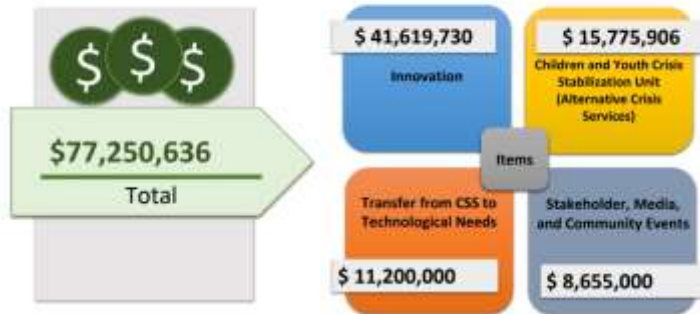 $ $ $
$77,250,636
Total
$ 41,619,730
Innovation
$ 15,775,906
Children and Youth Crisis
Stabilization Unit
(Alternative Crisis
Services)
Items
Transfer from CSS to
Technological Needs
$ 11,200,000
Stakeholder, Media,
and Community Events
$ 8,655,000